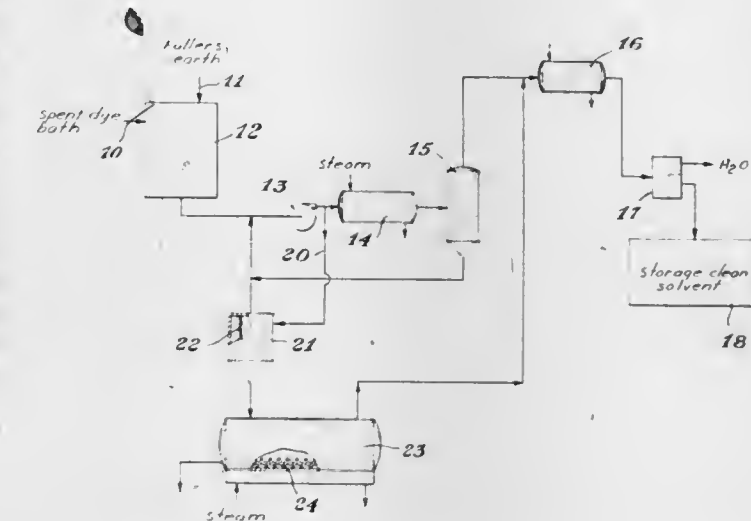 Fullers,
earth
11
Spent dye
bath
10
12
16
13
Steam
15
H2O
17
14
20
Storage clean
solvent
18
22
21
23
24
Steam